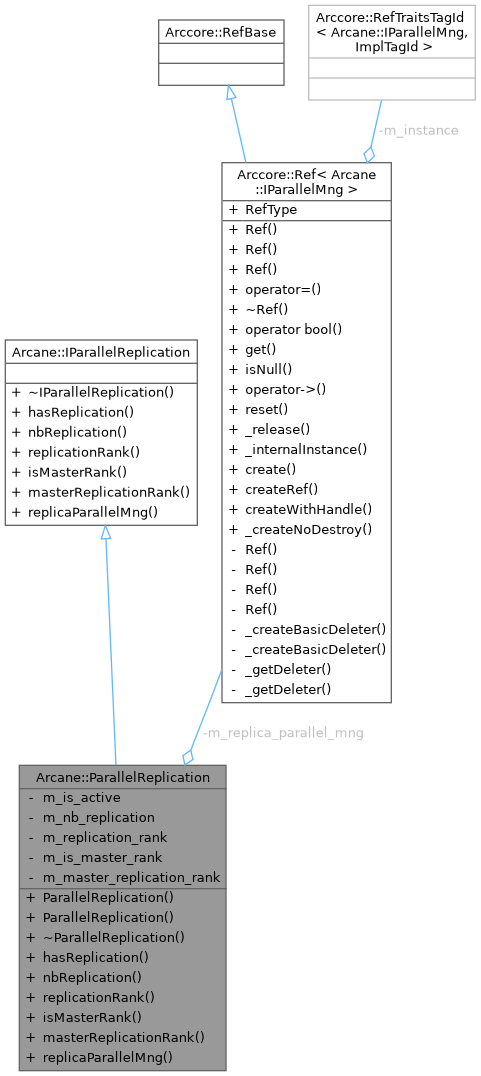 Arccore::RefBase
Arccore::RefTraitsTagId
< Arcane::IParallelMng,
ImplTagId >
-m_instance
Arccore::Ref< Arcane
::IParallelMng >
+ RefType
+ Ref()
+ Ref()
+ Ref()
+ operator=()
+ ~Ref()
+ operator bool()
+ get()
+ isNull()
+ operator->()
+ reset()
+ _release()
+ _internalInstance()
+ create()
+ createRef()
+ createWithHandle()
+ _createNoDestroy()
- Ref()
- Ref()
- Ref()
- Ref()
- _createBasicDeleter()
- _createBasicDeleter()
- _getDeleter()
- _getDeleter()
Arcane::IParallelReplication
+ ~IParallelReplication()
+ hasReplication()
+ nbReplication()
+ replicationRank()
+ isMasterRank()
+ masterReplicationRank()
+ replicaParallelMng()
-m_replica_parallel_mng
Arcane::ParallelReplication
- m_is_active
- m_nb_replication
- m_replication_rank
- m_is_master_rank
- m_master_replication_rank
+ ParallelReplication()
+ ParallelReplication()
+ ~ParallelReplication()
+ hasReplication()
+ nbReplication()
+ replicationRank()
+ isMasterRank()
+ masterReplicationRank()
+ replicaParallelMng()